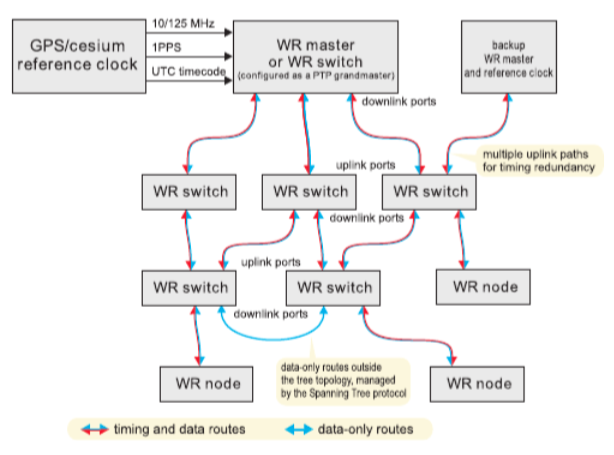 10/125 MHz
GPS/cesium
reference clock
1PPS
UTC timecode
WR master
or WR switch
(configured as a PTP grandmaster)
backup
WR master
and reference clock
downlink ports
multiple uplink paths
for timing redundancy
uplink ports
WR switch
WR switch
WR switch
downlink ports
uplink ports
WR switch
WR switch
WR node
downlink ports
data-only routes outside
the tree topology, managed
by the Spanning Tree protocol
WR node
WR node
timing and data routes
data-only routes